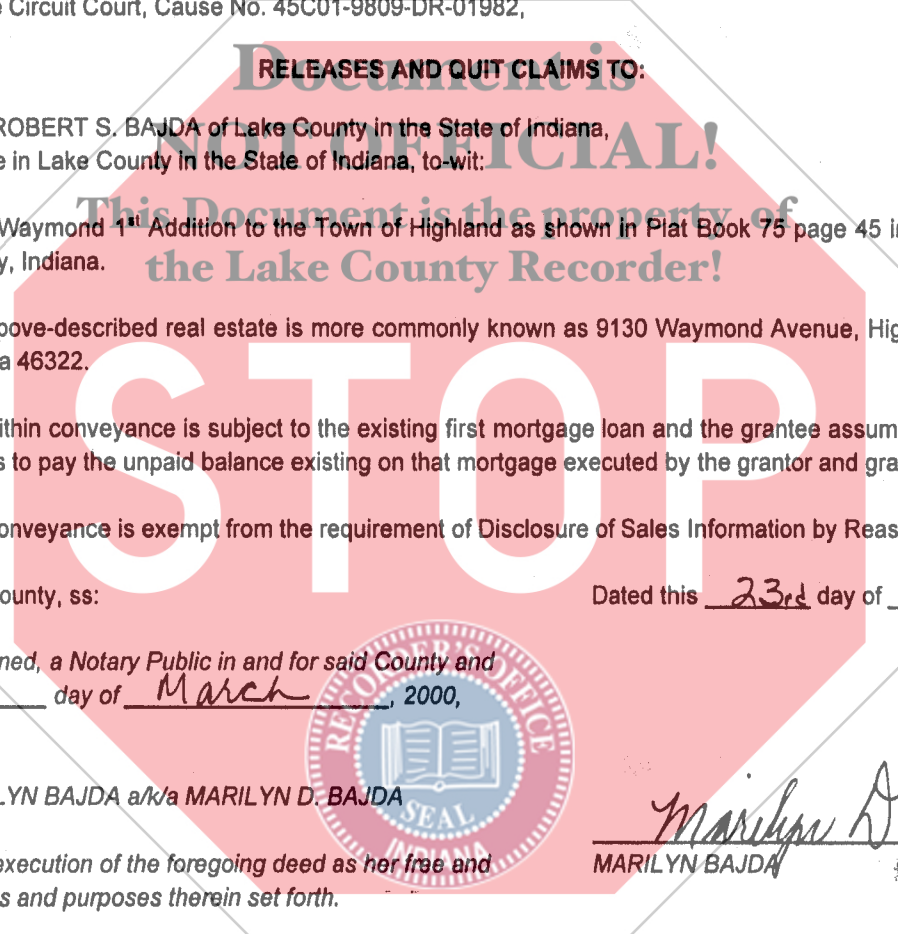 e Circuit Court, Cause No. 45C01-9809-DR-01982,
RELEASES AND QUIT CLAIMS TO:
Document is
ROBERT S. BAJDA of Lake County in the State of Indiana,
NOT OFFICIAL!
e in Lake County in the State of Indiana, to-wit:
This Document is the property of
Waymond 1st Addition to the Town of Highland as shown in Plat Book 75 page 45 in
y, Indiana.
the Lake County Recorder!
bove-described real estate is more commonly known as 9130 Waymond Avenue, Hig
a 46322.
STOP
ithin conveyance is subject to the existing first mortgage loan and the grantee assum
s to pay the unpaid balance existing on that mortgage executed by the grantor and gra
onveyance is exempt from the requirement of Disclosure of Sales Information by Reas
ounty, ss:
Dated this 23rd day of
ned, a Notary Public in and for said County and
day of March, 2000,
RECORDER'S OFFICE
SEAL
INDIANA
LYN BAJDA a/k/a MARILYN D. BAJDA
Marilyn D
execution of the foregoing deed as her free and
MARILYN BAJDA
s and purposes therein set forth.